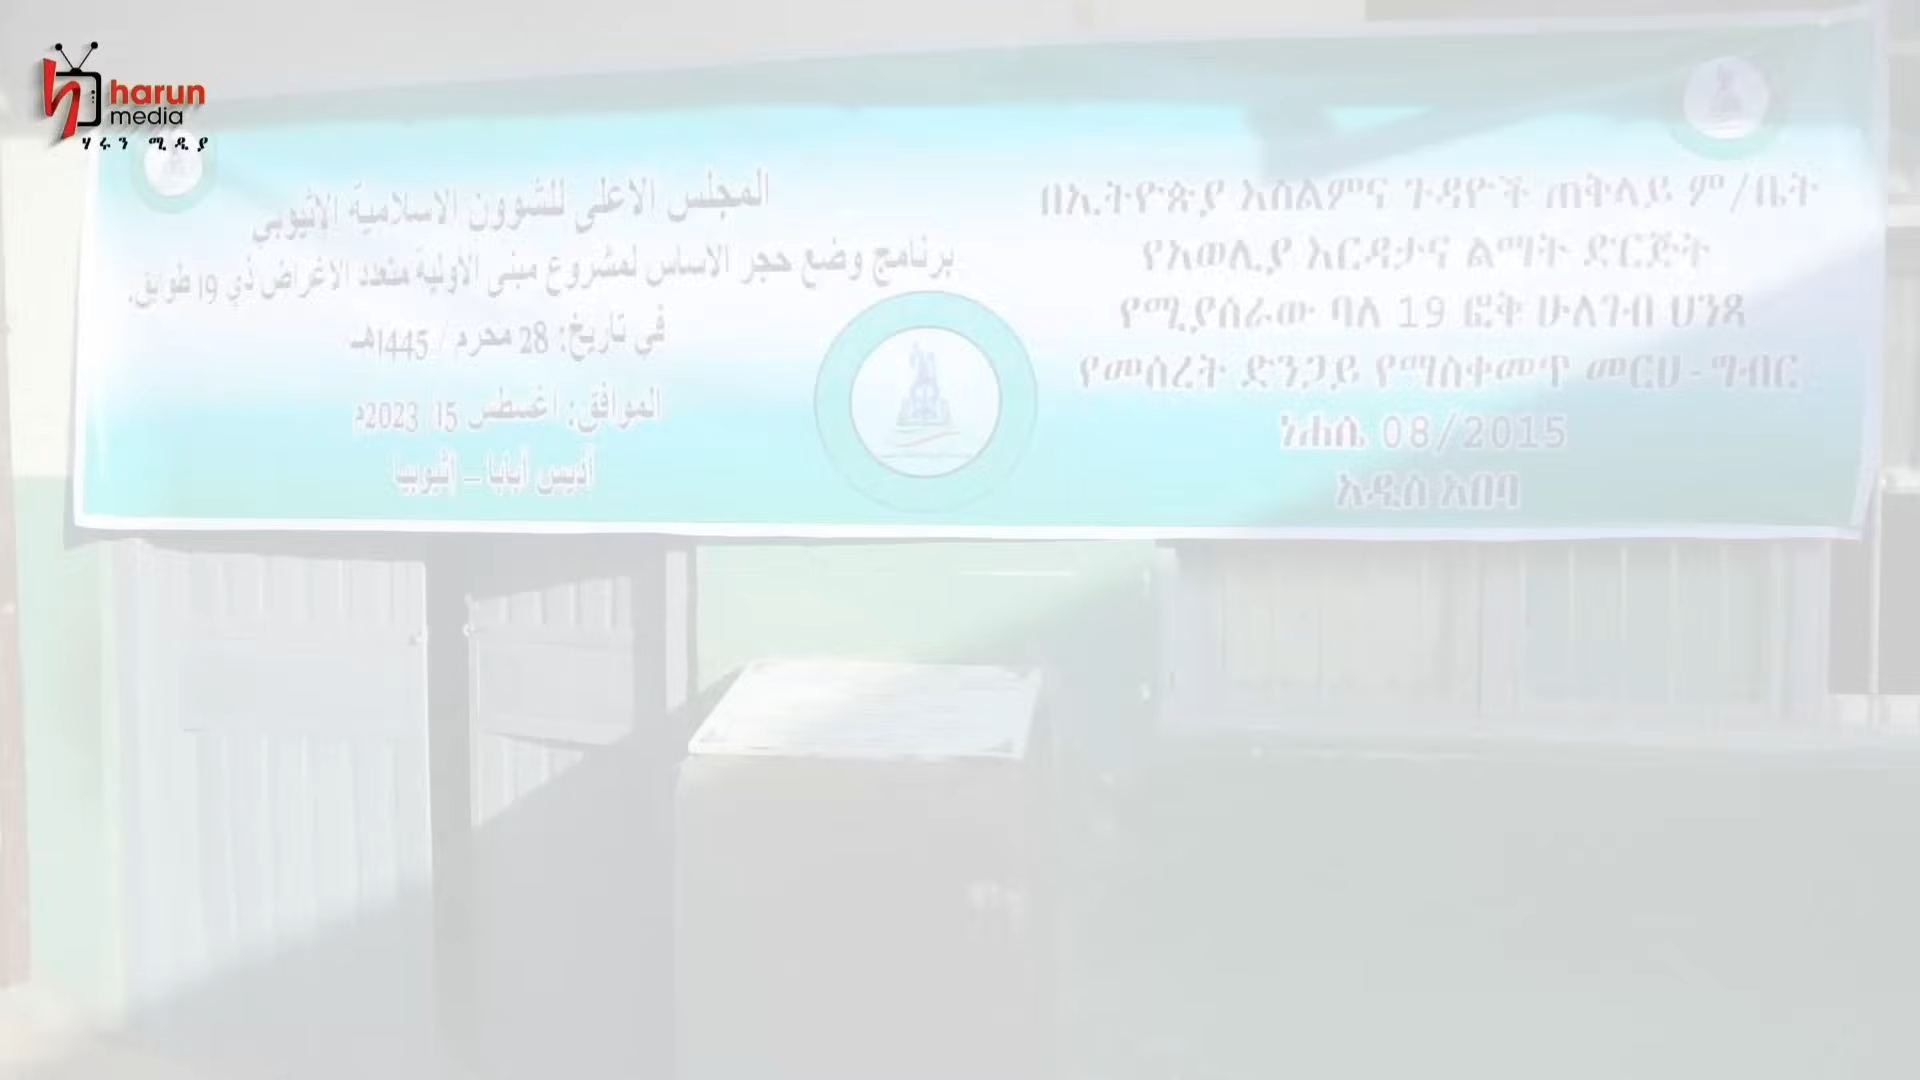 harun
media
ሃሩን ሚዲያ
المجلس الاعلى للشوون الاسلامية الإثيوبي
برنامج وضع حجر الاساس لمشروع مبنى الاولية متعدد الاغراض ذي 19 طوابق.
في تاريخ: 28 محرم / 1445هـ
الموافق: اغسطس 15 2023م
أديس أبابا – إثيوبيا
በኢትዮጵያ እስልምና ጉዳዮች ጠቅላይ ም/ቤት
የአወሊያ እርዳታና ልማት ድርጅት
የሚያሰራው ባለ 19 ፎቅ ሁለገብ ህንጻ
የመሰረት ድንጋይ የማስቀመጥ መርሀ-ግብር
ነሐሴ 08/2015
አዲስ አበባ